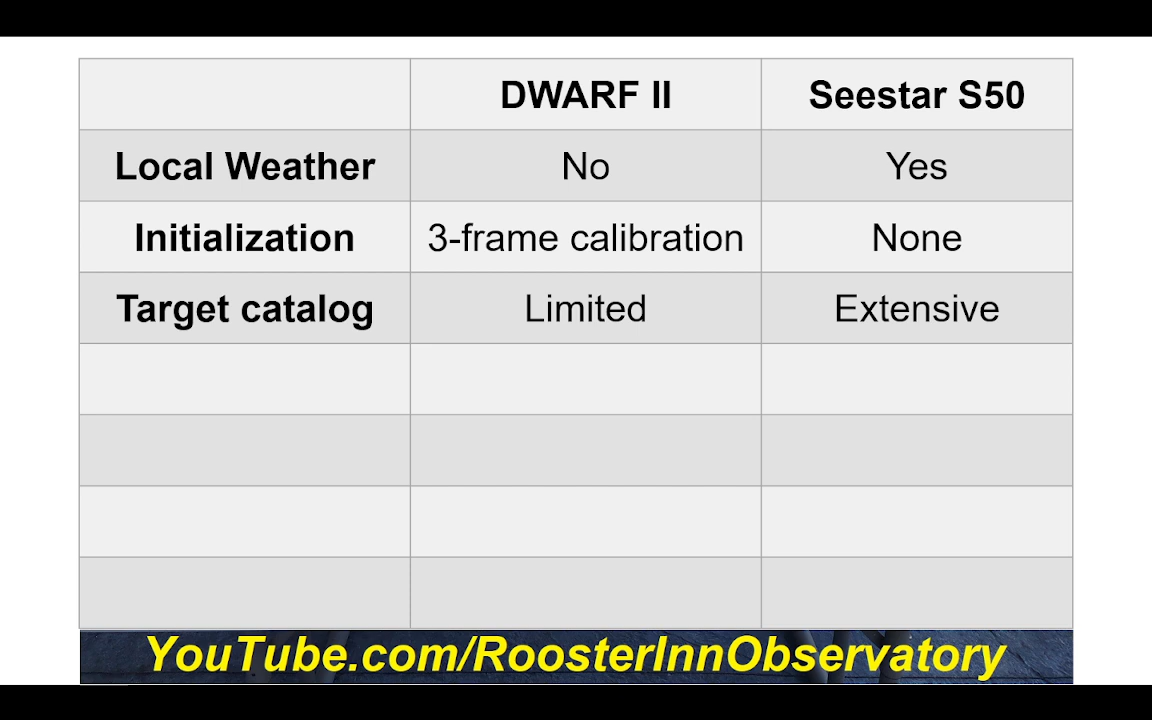 DWARF II Seestar S50
Local Weather No Yes
Initialization 3-frame calibration None
Target catalog Limited Extensive
YouTube.com/RoosterInnObservatory